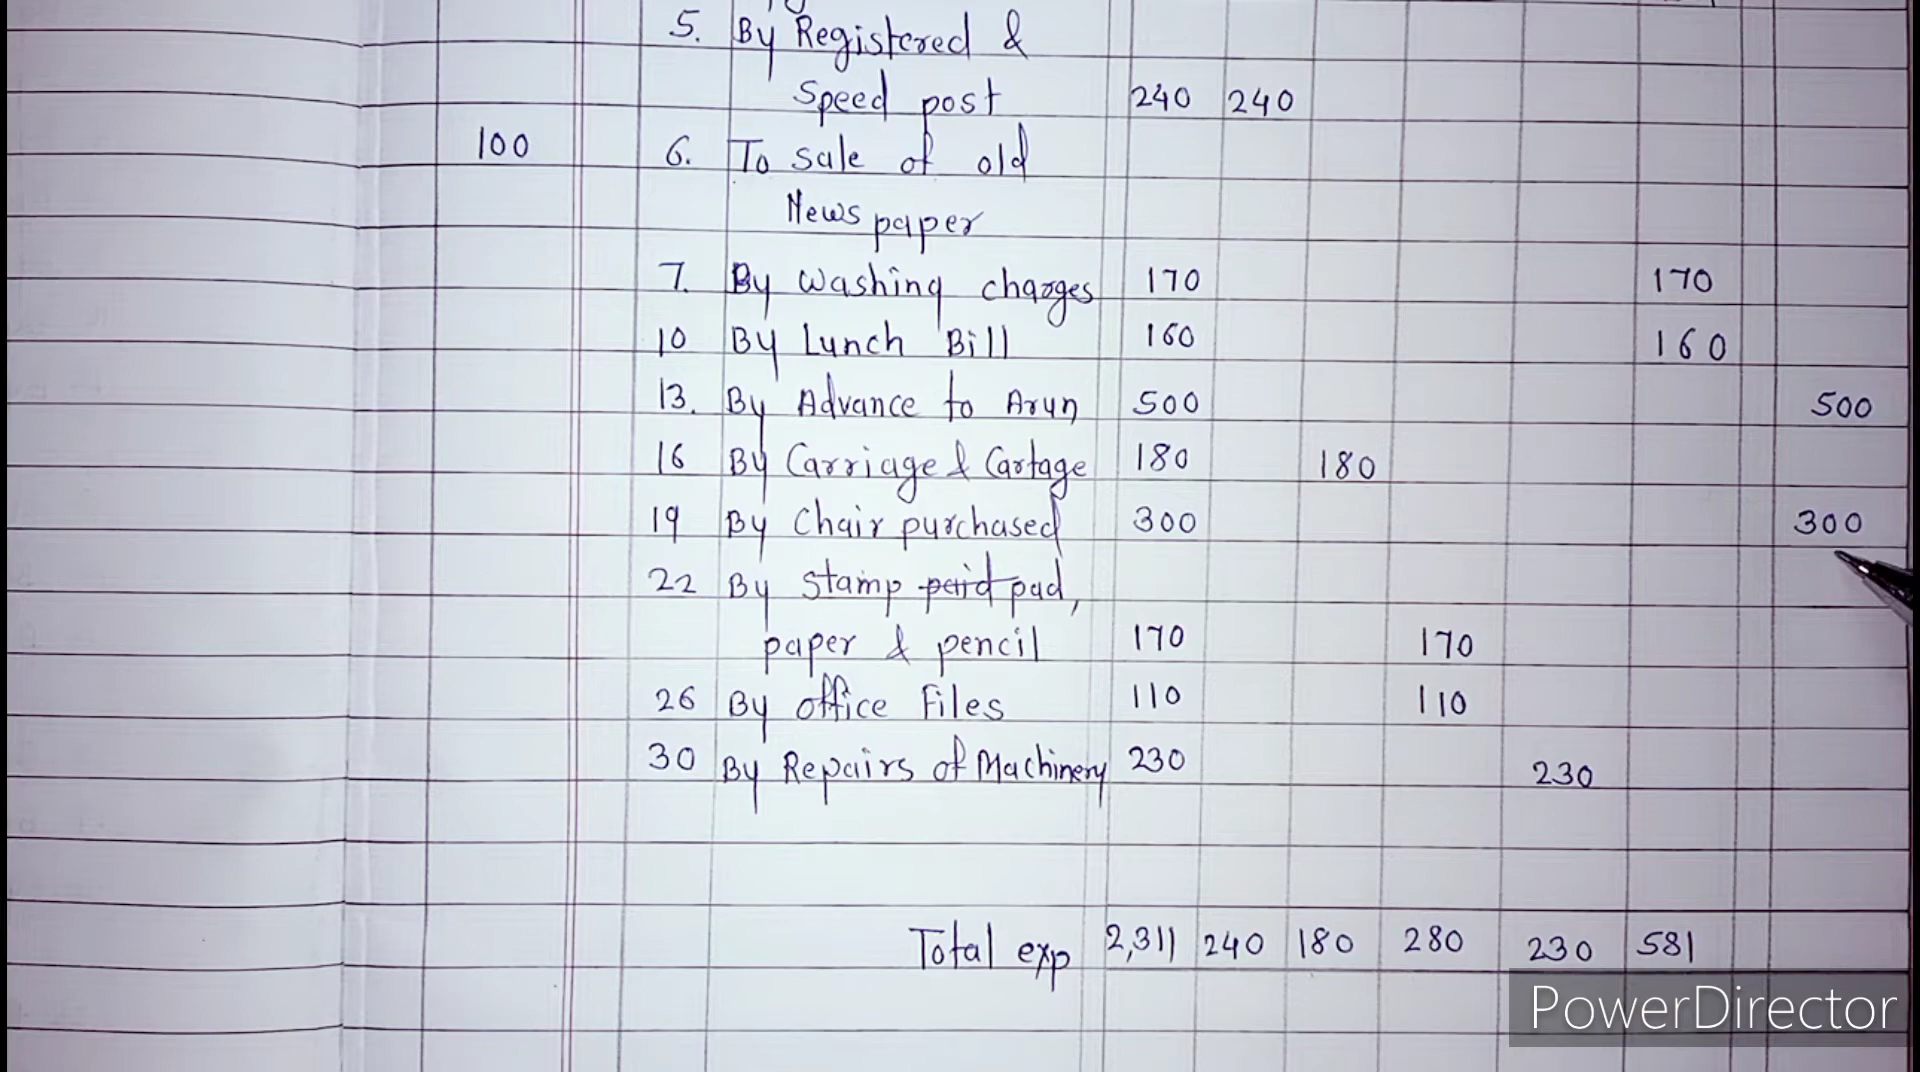 5. By Registered &
Speed post 240 240
100 6. To sale of old
News paper
7. By Washing charges 170 170
10 By Lunch Bill 160 160
13. By Advance to Arun 500 500
16 By Carriage & Cartage 180 180
19 By Chair purchased 300 300
22 By Stamp paid pad,
paper & pencil 170 170
26 By office Files 110 110
30 By Repairs of Machinery 230 230
Total exp 2,311 240 180 280 230 581
PowerDirector